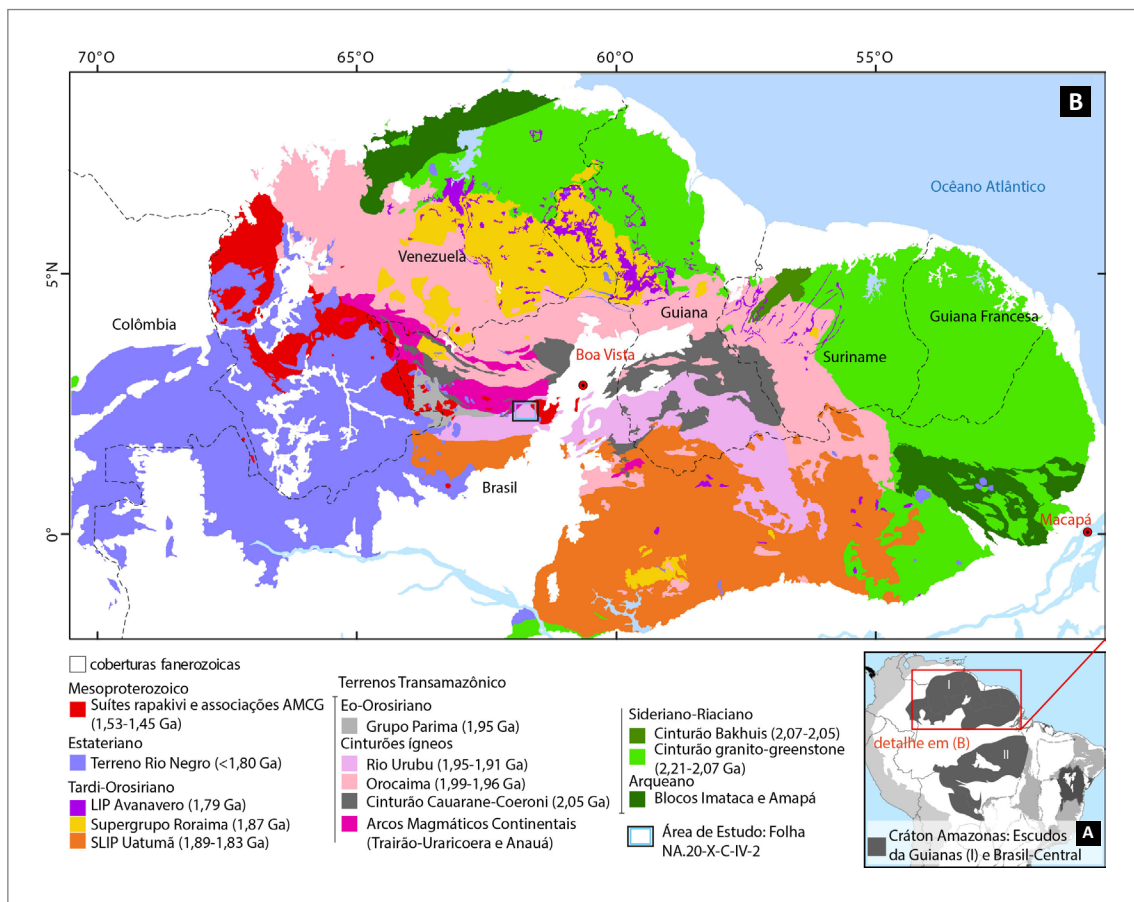 70°O
65°O
60°O
55°O
B
Ocêano Atlântico
5°N
Venezuela
Colômbia
Guiana
Guiana Francesa
Boa Vista
Suriname
Brasil
0°
Macapá
coberturas fanerozoicas
Mesoproterozoico
Suítes rapakivi e associações AMCG
(1,53-1,45 Ga)
Estateriano
Terreno Rio Negro (<1,80 Ga)
Tardi-Orosiriano
LIP Avanavero (1,79 Ga)
Supergrupo Roraima (1,87 Ga)
SLIP Uatumã (1,89-1,83 Ga)
Terrenos Transamazônico
Eo-Orosiriano
Grupo Parima (1,95 Ga)
Cinturões ígneos
Rio Urubu (1,95-1,91 Ga)
Orocaima (1,99-1,96 Ga)
Cinturão Cauarane-Coeroni (2,05 Ga)
Arcos Magmáticos Continentais
(Trairão-Uraricoera e Anauá)
Sideriano-Riaciano
Cinturão Bakhuis (2,07-2,05)
Cinturão granito-greenstone
(2,21-2,07 Ga)
Arqueano
Blocos Imataca e Amapá
Área de Estudo: Folha
NA.20-X-C-IV-2
I
detalhe em (B)
II
A
Cráton Amazonas: Escudos
da Guianas (I) e Brasil-Central